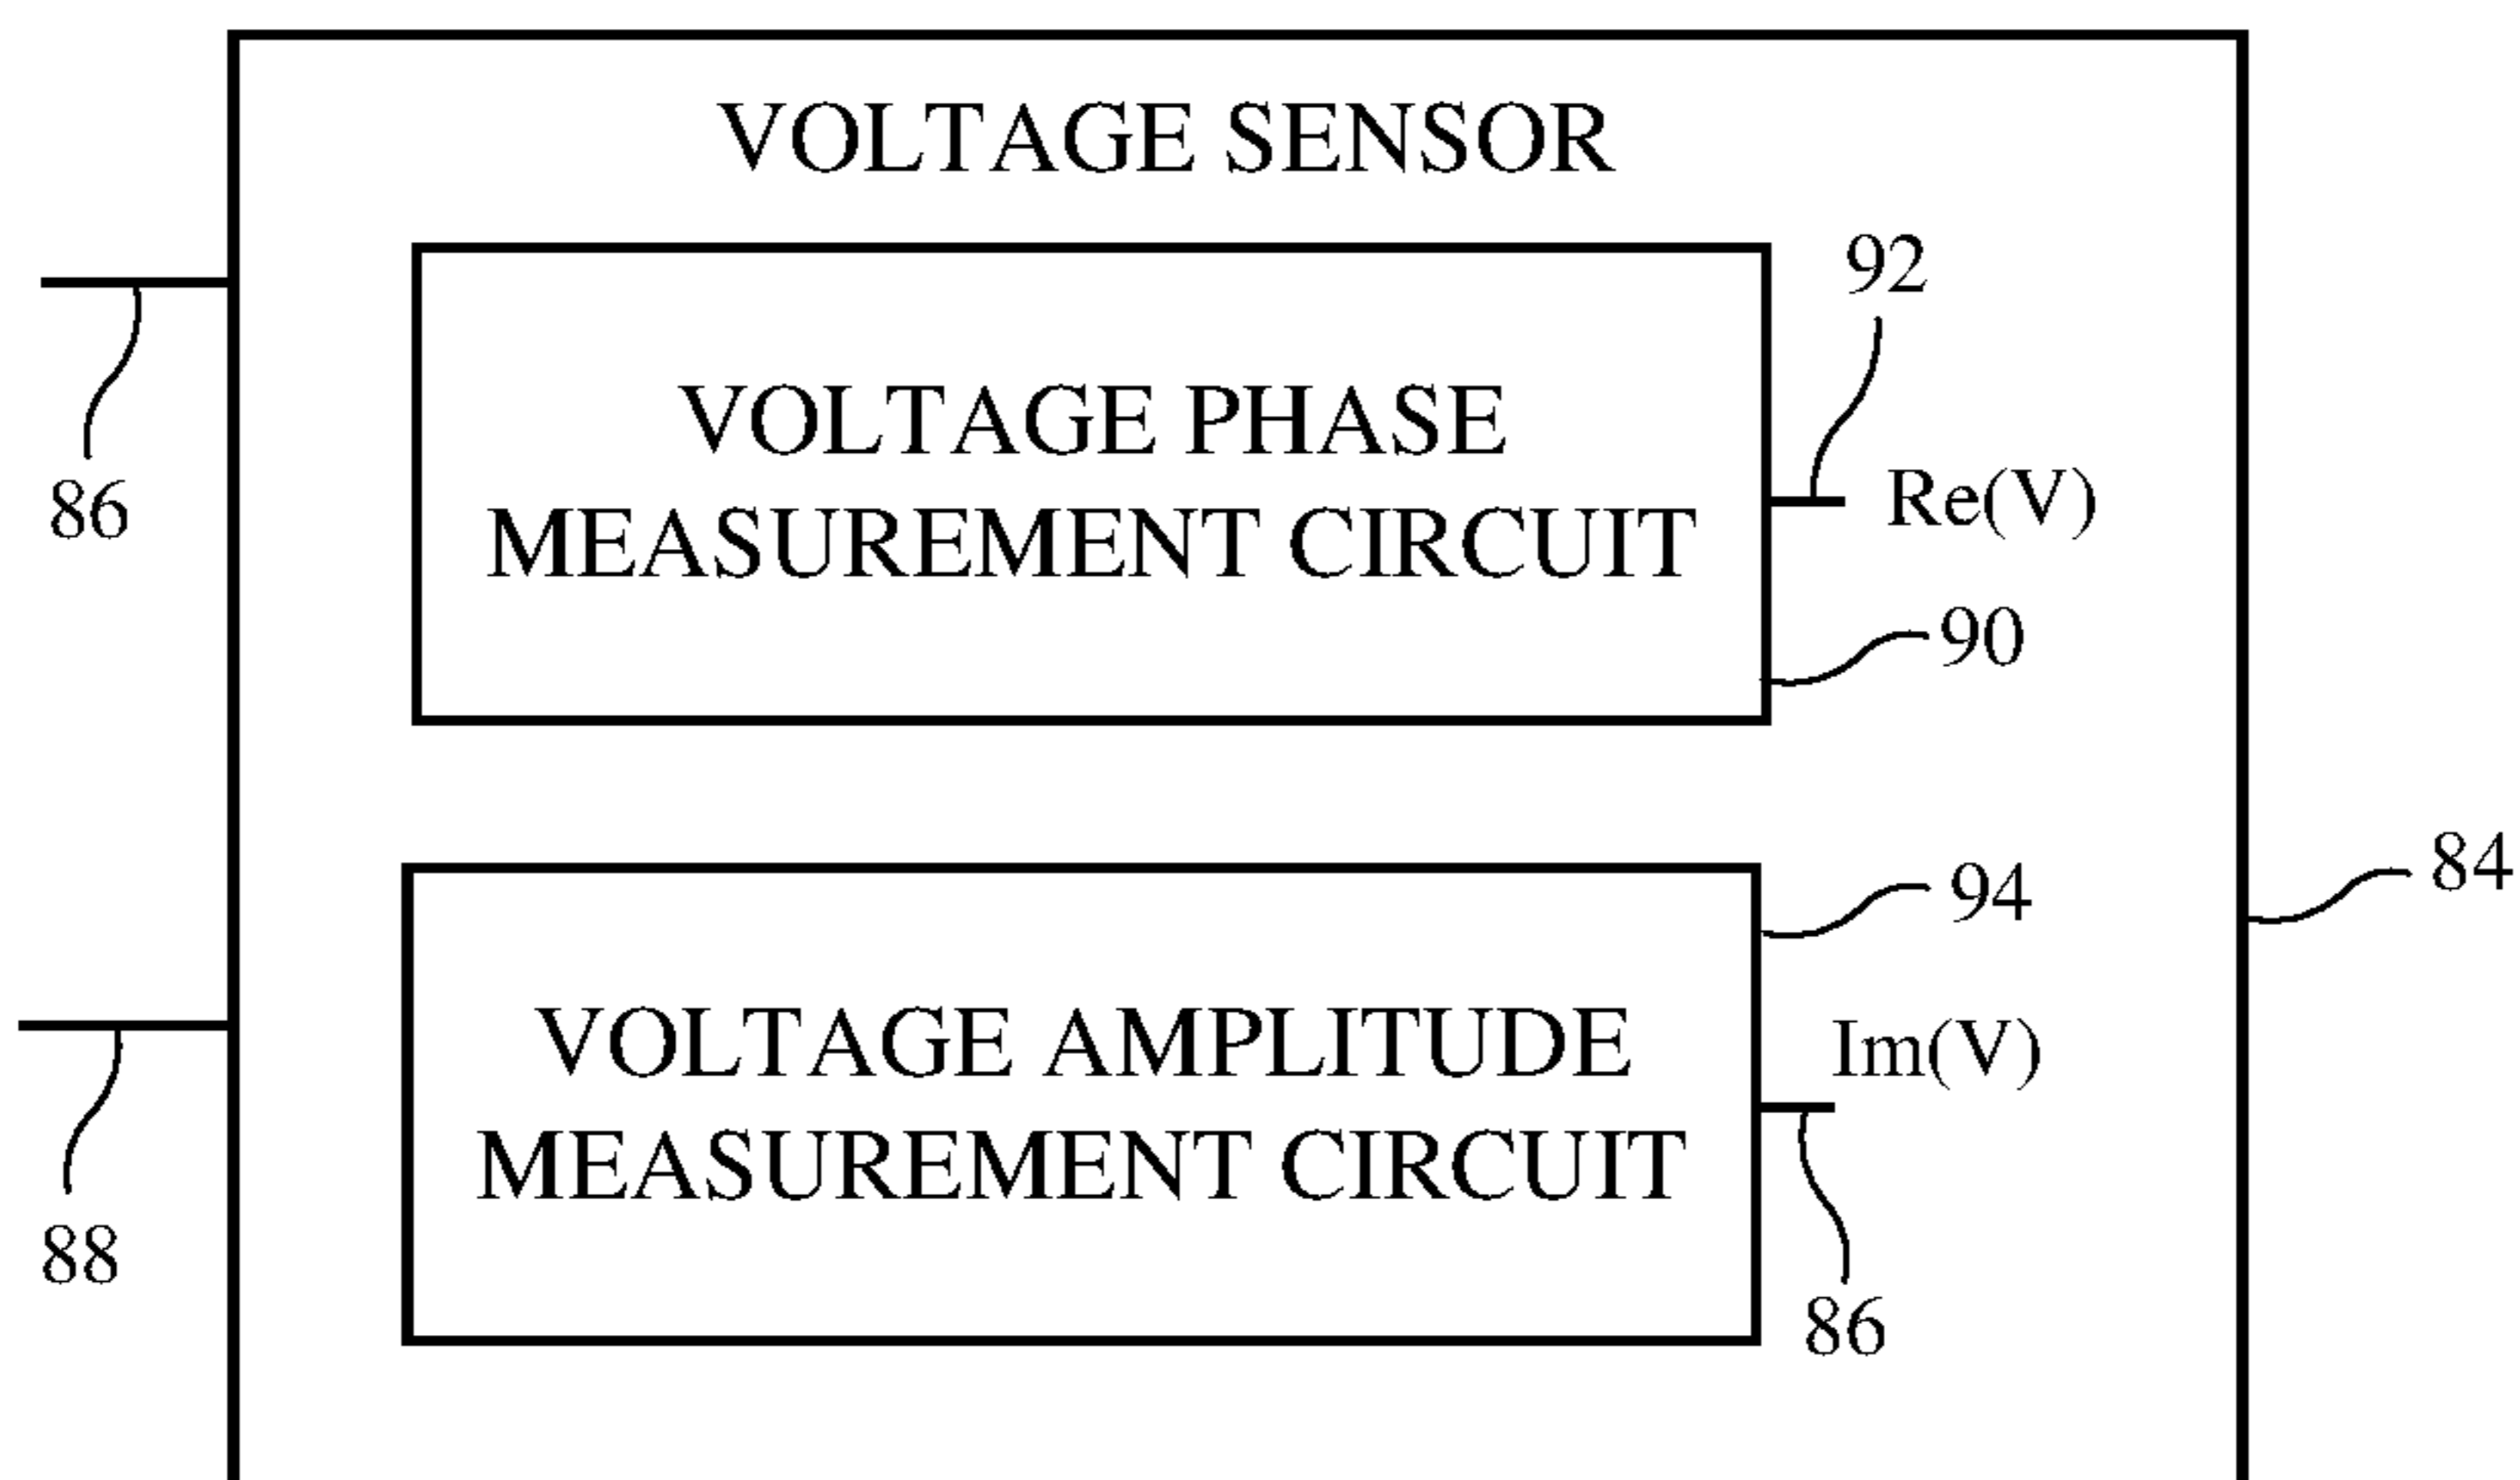 VOLTAGE SENSOR
92
VOLTAGE PHASE
MEASUREMENT CIRCUIT
Re(V)
86
90
84
94
VOLTAGE AMPLITUDE
MEASUREMENT CIRCUIT
Im(V)
88
86